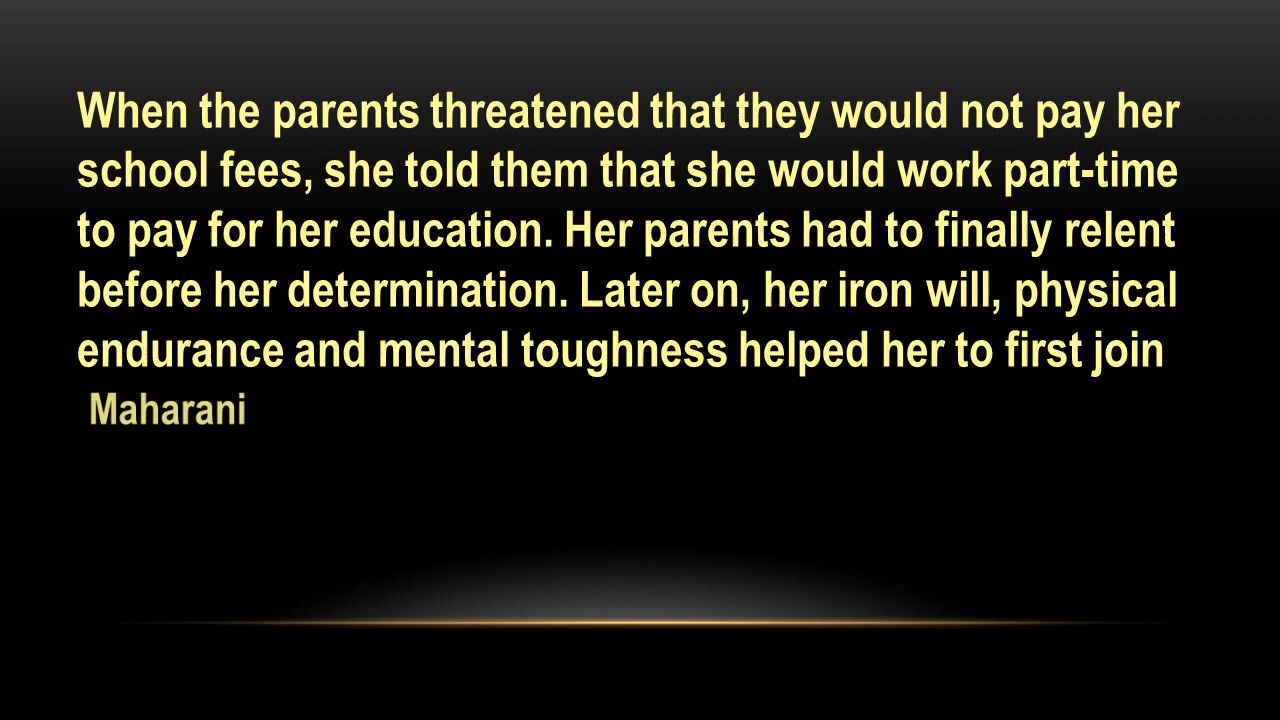 When the parents threatened that they would not pay her
school fees, she told them that she would work part-time
to pay for her education. Her parents had to finally relent
before her determination. Later on, her iron will, physical
endurance and mental toughness helped her to first join
Maharani